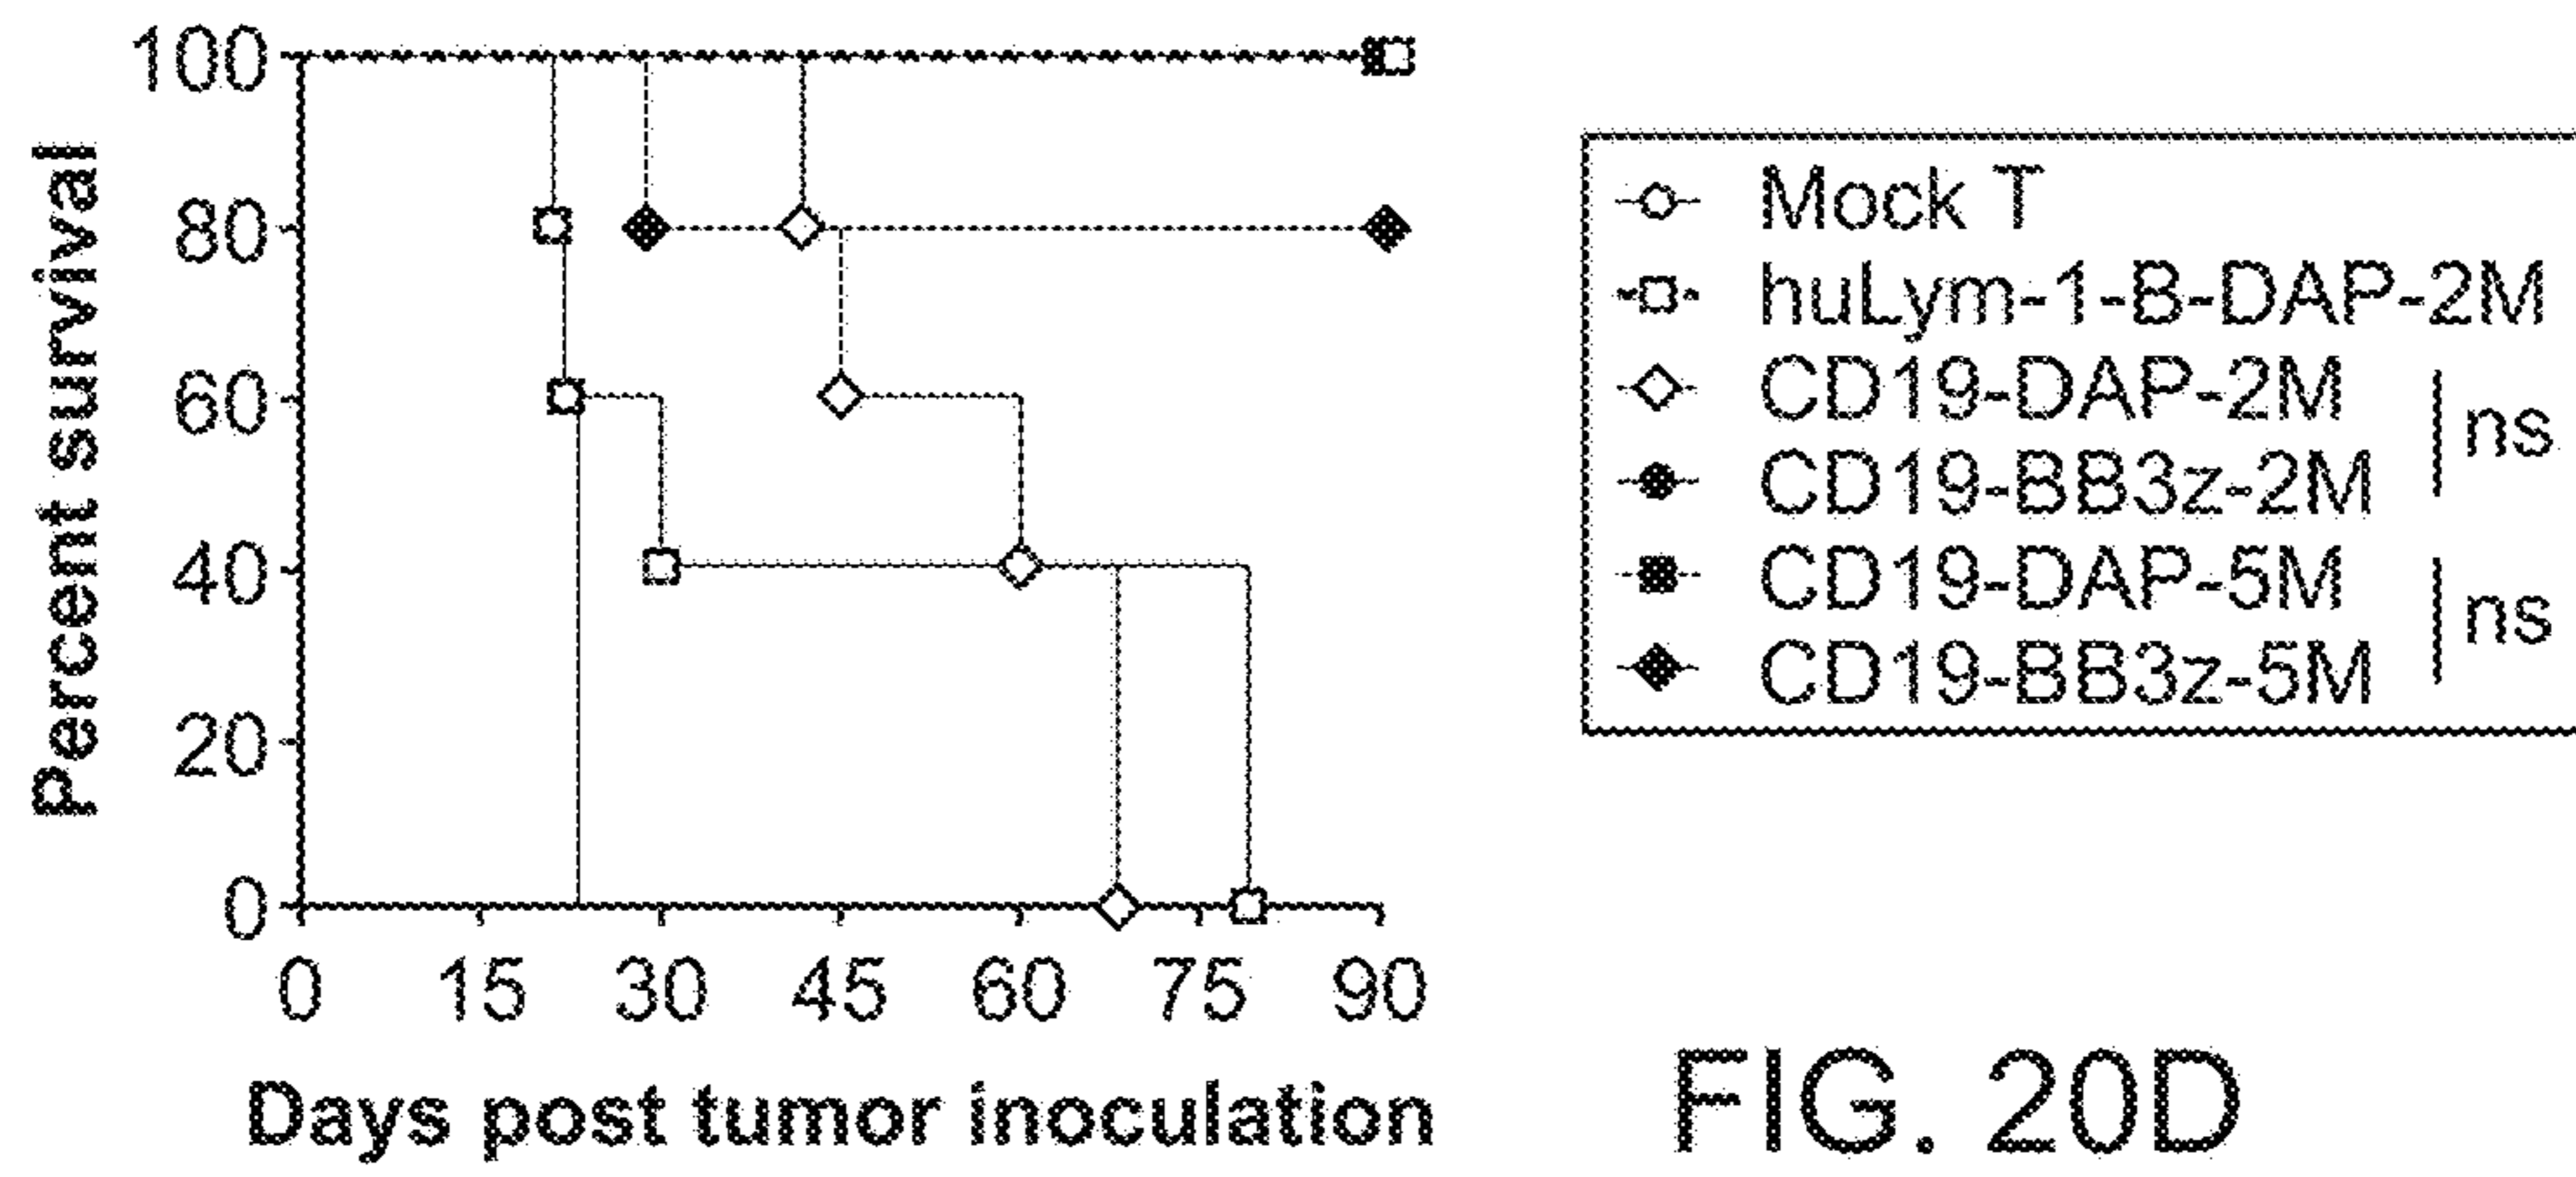 Percent survival
100
80
60
40
20
0
0 15 30 45 60 75 90
Days post tumor inoculation
Mock T
huLym-1-B-DAP-2M
CD19-DAP-2M
CD19-BB3z-2M
ns
CD19-DAP-5M
CD19-BB3z-5M
ns
FIG. 20D